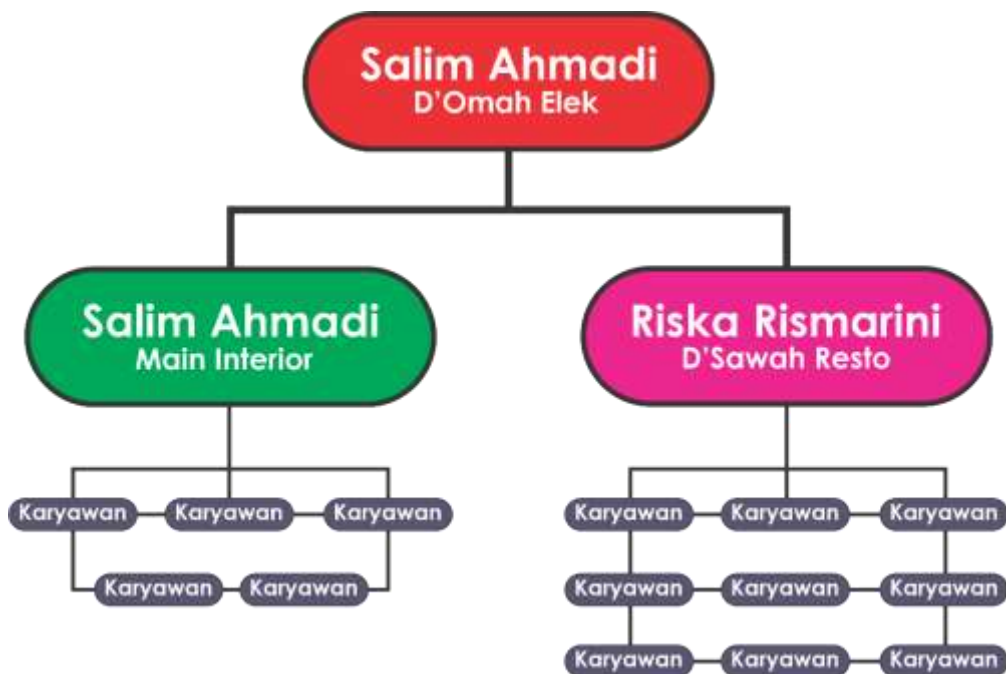 Salim Ahmadi
D'Omah Elek
Salim Ahmadi
Main Interior
Riska Rismarini
D'Sawah Resto
Karyawan Karyawan Karyawan
Karyawan Karyawan
Karyawan Karyawan Karyawan
Karyawan Karyawan Karyawan
Karyawan Karyawan Karyawan